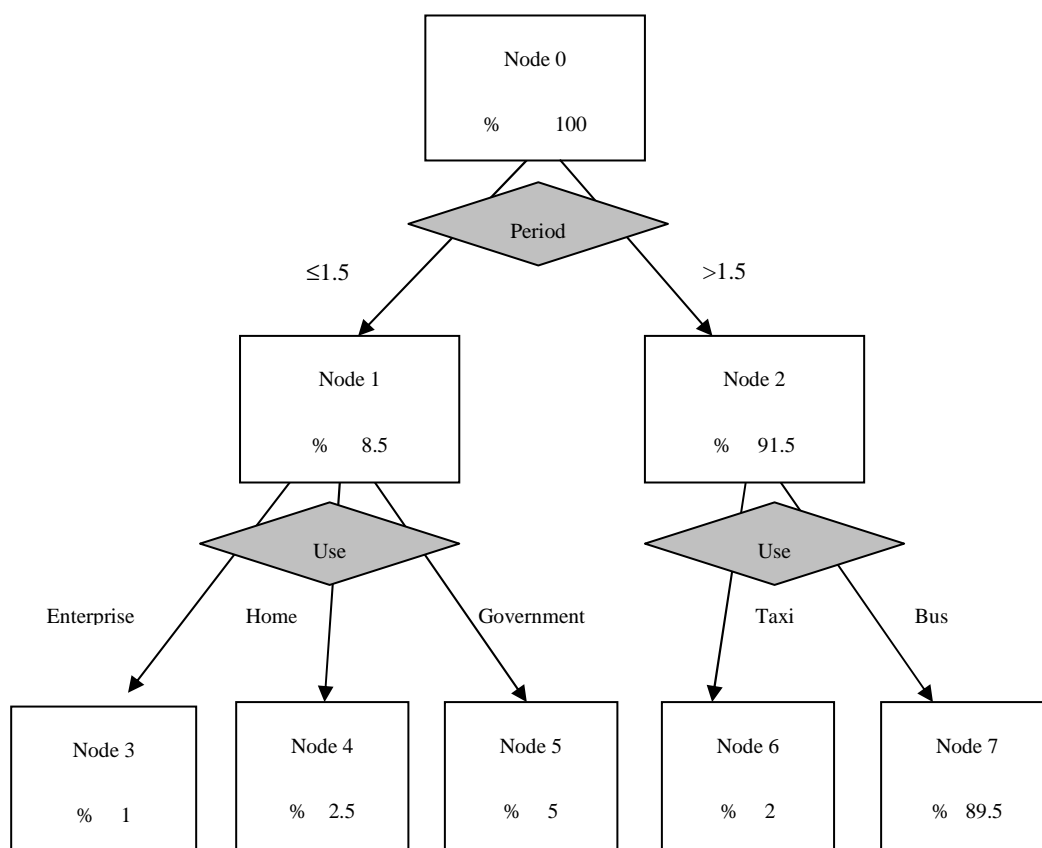 Node 0
% 100
Period
≤1.5
>1.5
Node 1
% 8.5
Node 2
% 91.5
Use
Use
Enterprise
Home
Government
Taxi
Bus
Node 3
% 1
Node 4
% 2.5
Node 5
% 5
Node 6
% 2
Node 7
% 89.5